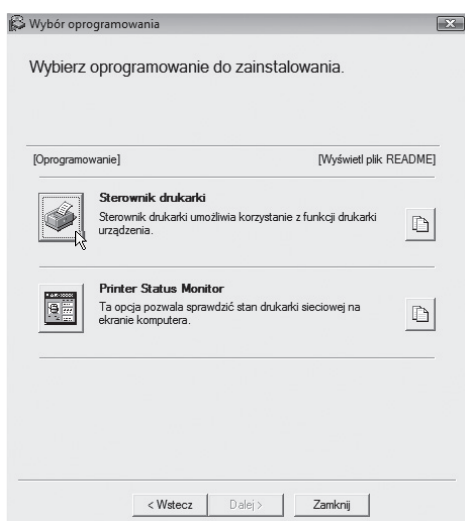 Wybór oprogramowania
Wybierz oprogramowanie do zainstalowania.
[Oprogramowanie] [Wyświetl plik README]
Sterownik drukarki
Sterownik drukarki umożliwia korzystanie z funkcji drukarki
urządzenia.
Printer Status Monitor
Ta opcja pozwala sprawdzić stan drukarki sieciowej na
ekranie komputera.
< Wstecz Dalej > Zamknij